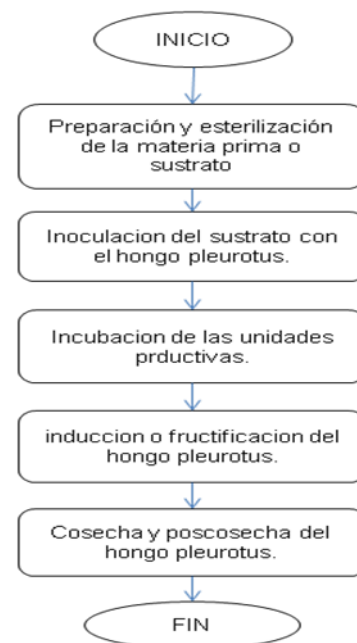 INICIO
Preparación y esterilización
de la materia prima o
sustrato
Inoculacion del sustrato con
el hongo pleurotus.
Incubacion de las unidades
prductivas.
induccion o fructificacion del
hongo pleurotus.
Cosecha y poscosecha del
hongo pleurotus.
FIN